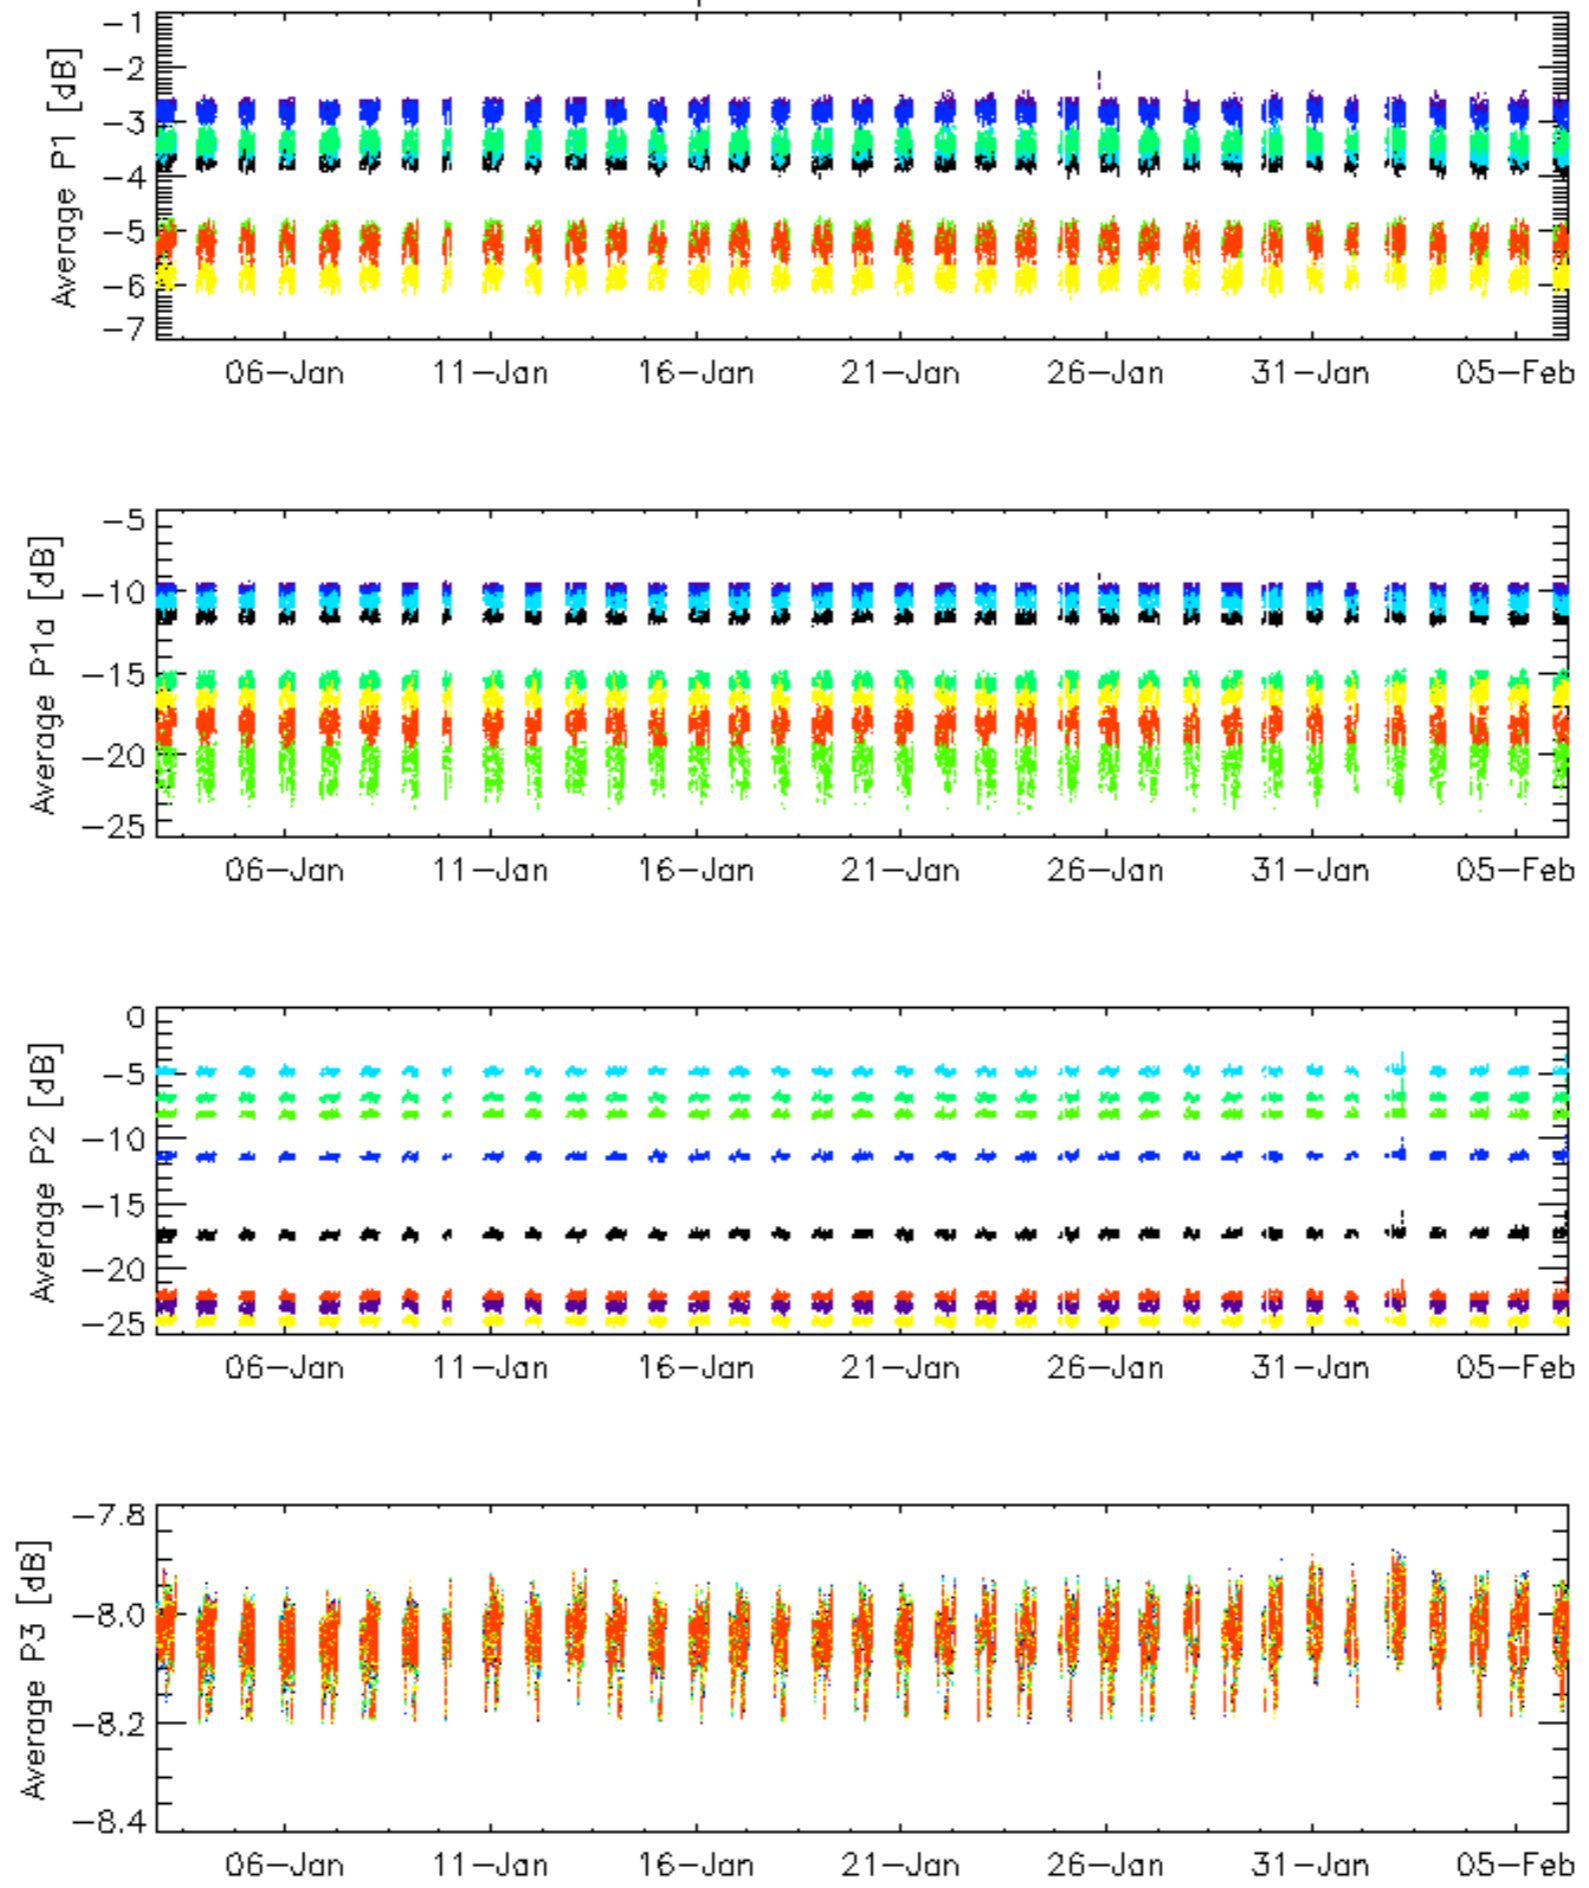 Average P1 [dB]
-1
-2
-3
-4
-5
-6
-7
06-Jan 11-Jan 16-Jan 21-Jan 26-Jan 31-Jan 05-Feb
Average P1a [dB]
-5
-10
-15
-20
-25
06-Jan 11-Jan 16-Jan 21-Jan 26-Jan 31-Jan 05-Feb
Average P2 [dB]
0
-5
-10
-15
-20
-25
06-Jan 11-Jan 16-Jan 21-Jan 26-Jan 31-Jan 05-Feb
Average P3 [dB]
-7.8
-8.0
-8.2
-8.4
06-Jan 11-Jan 16-Jan 21-Jan 26-Jan 31-Jan 05-Feb